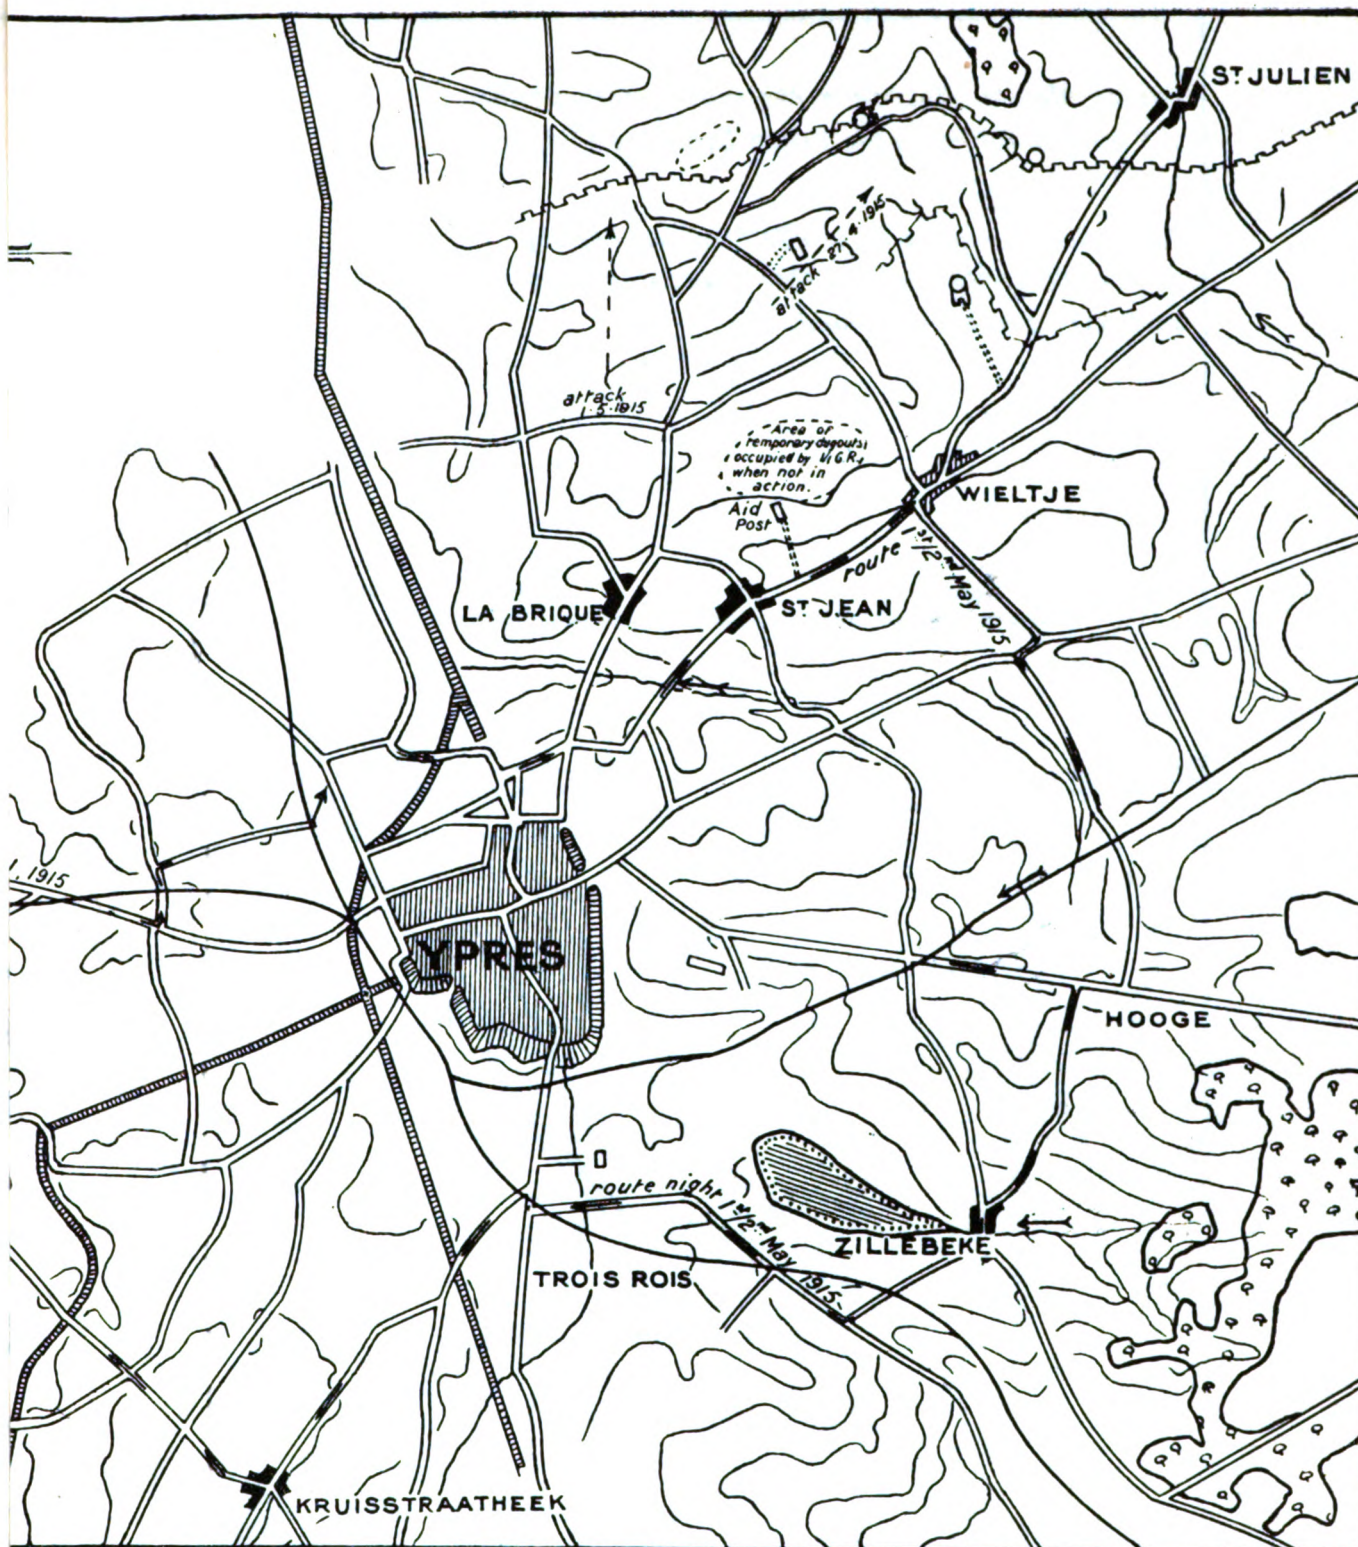 ST JULIEN
attack 27.4.1915
attack
1.5.1915
Area of
temporary dugouts
occupied by
when not in
action.
WIELTJE
Aid
Post
route 1st/2nd May 1915
LA BRIQUE
ST JEAN
1915
YPRES
HOOGE
route night 1st/2nd May 1915
ZILLEBEKE
TROIS ROIS
KRUISSTRAATHEEK